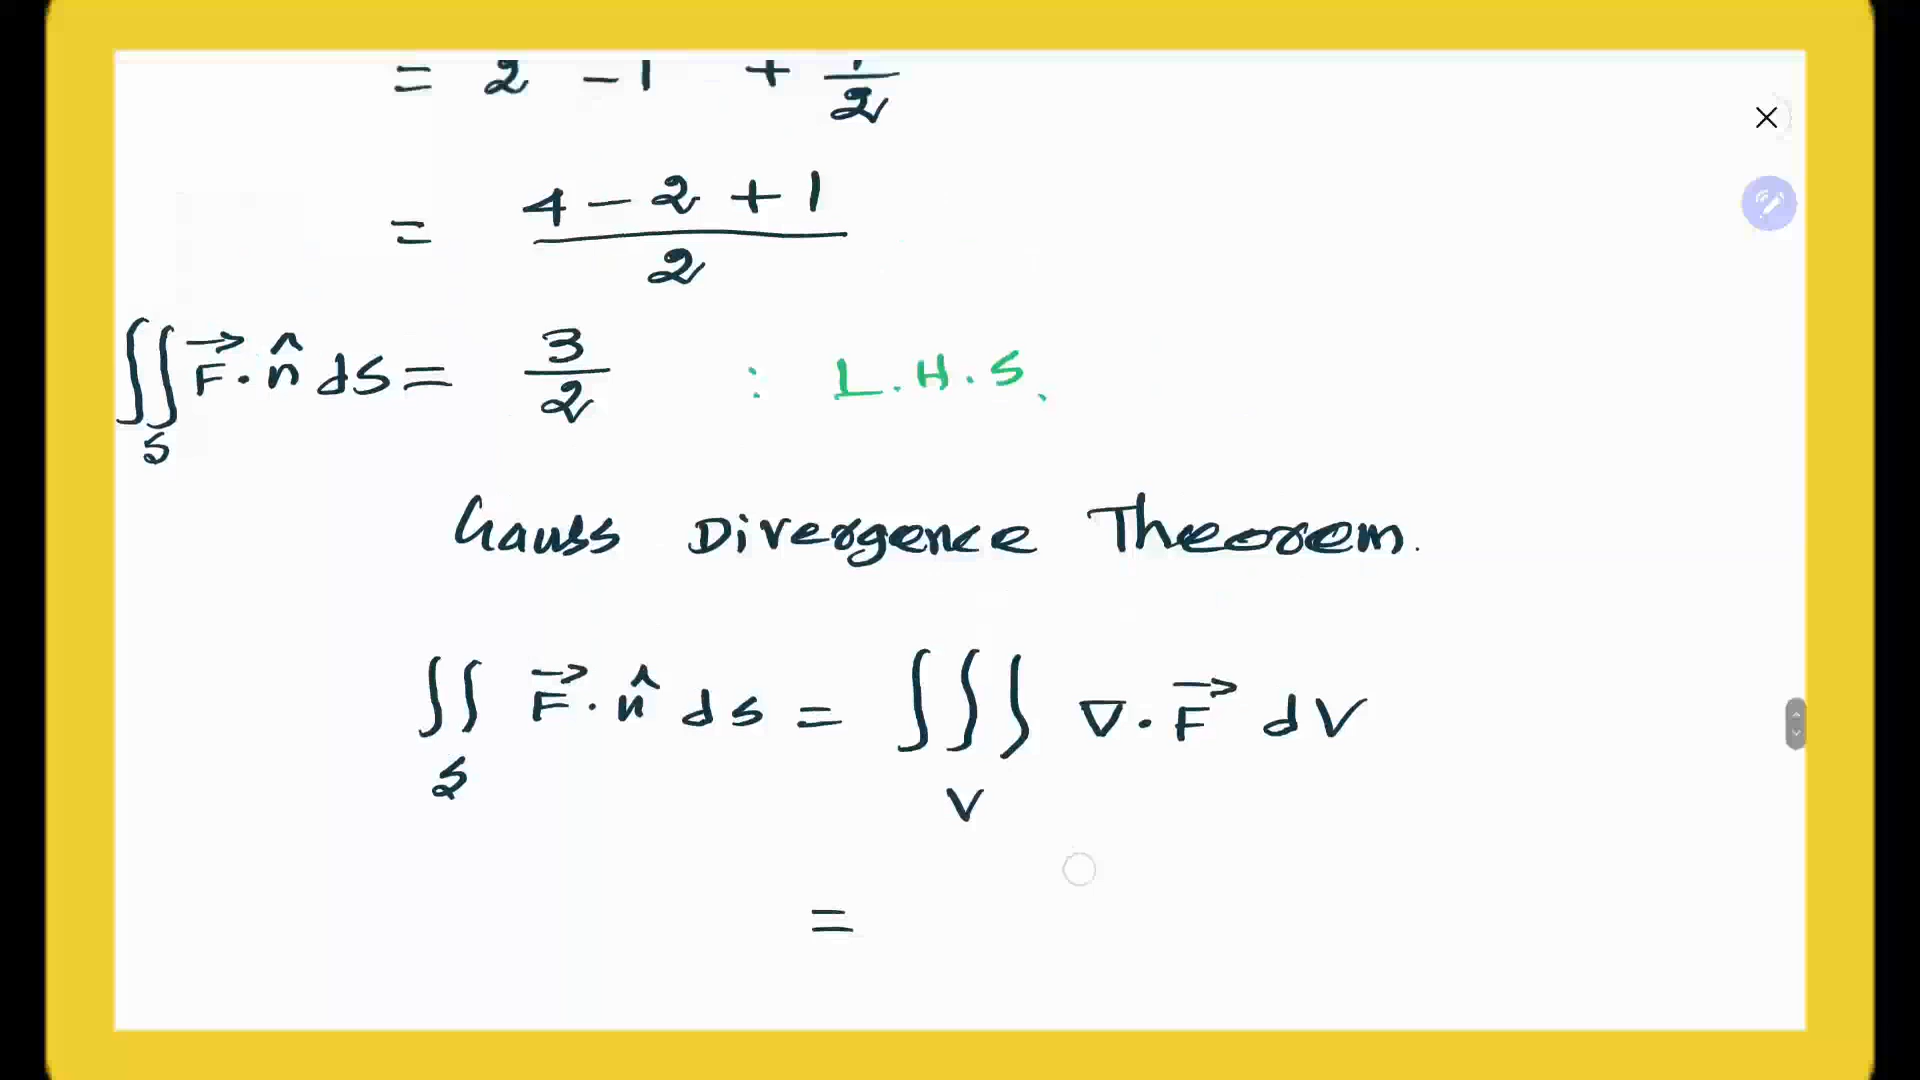 = 2 - 1 + 1/2
= (4 - 2 + 1)/2
∬_S F⃗ · n̂ ds = 3/2 : L.H.S.
Gauss Divergence Theorem.
∬_S F⃗ · n̂ ds = ∭_V ∇ · F⃗ dV
=